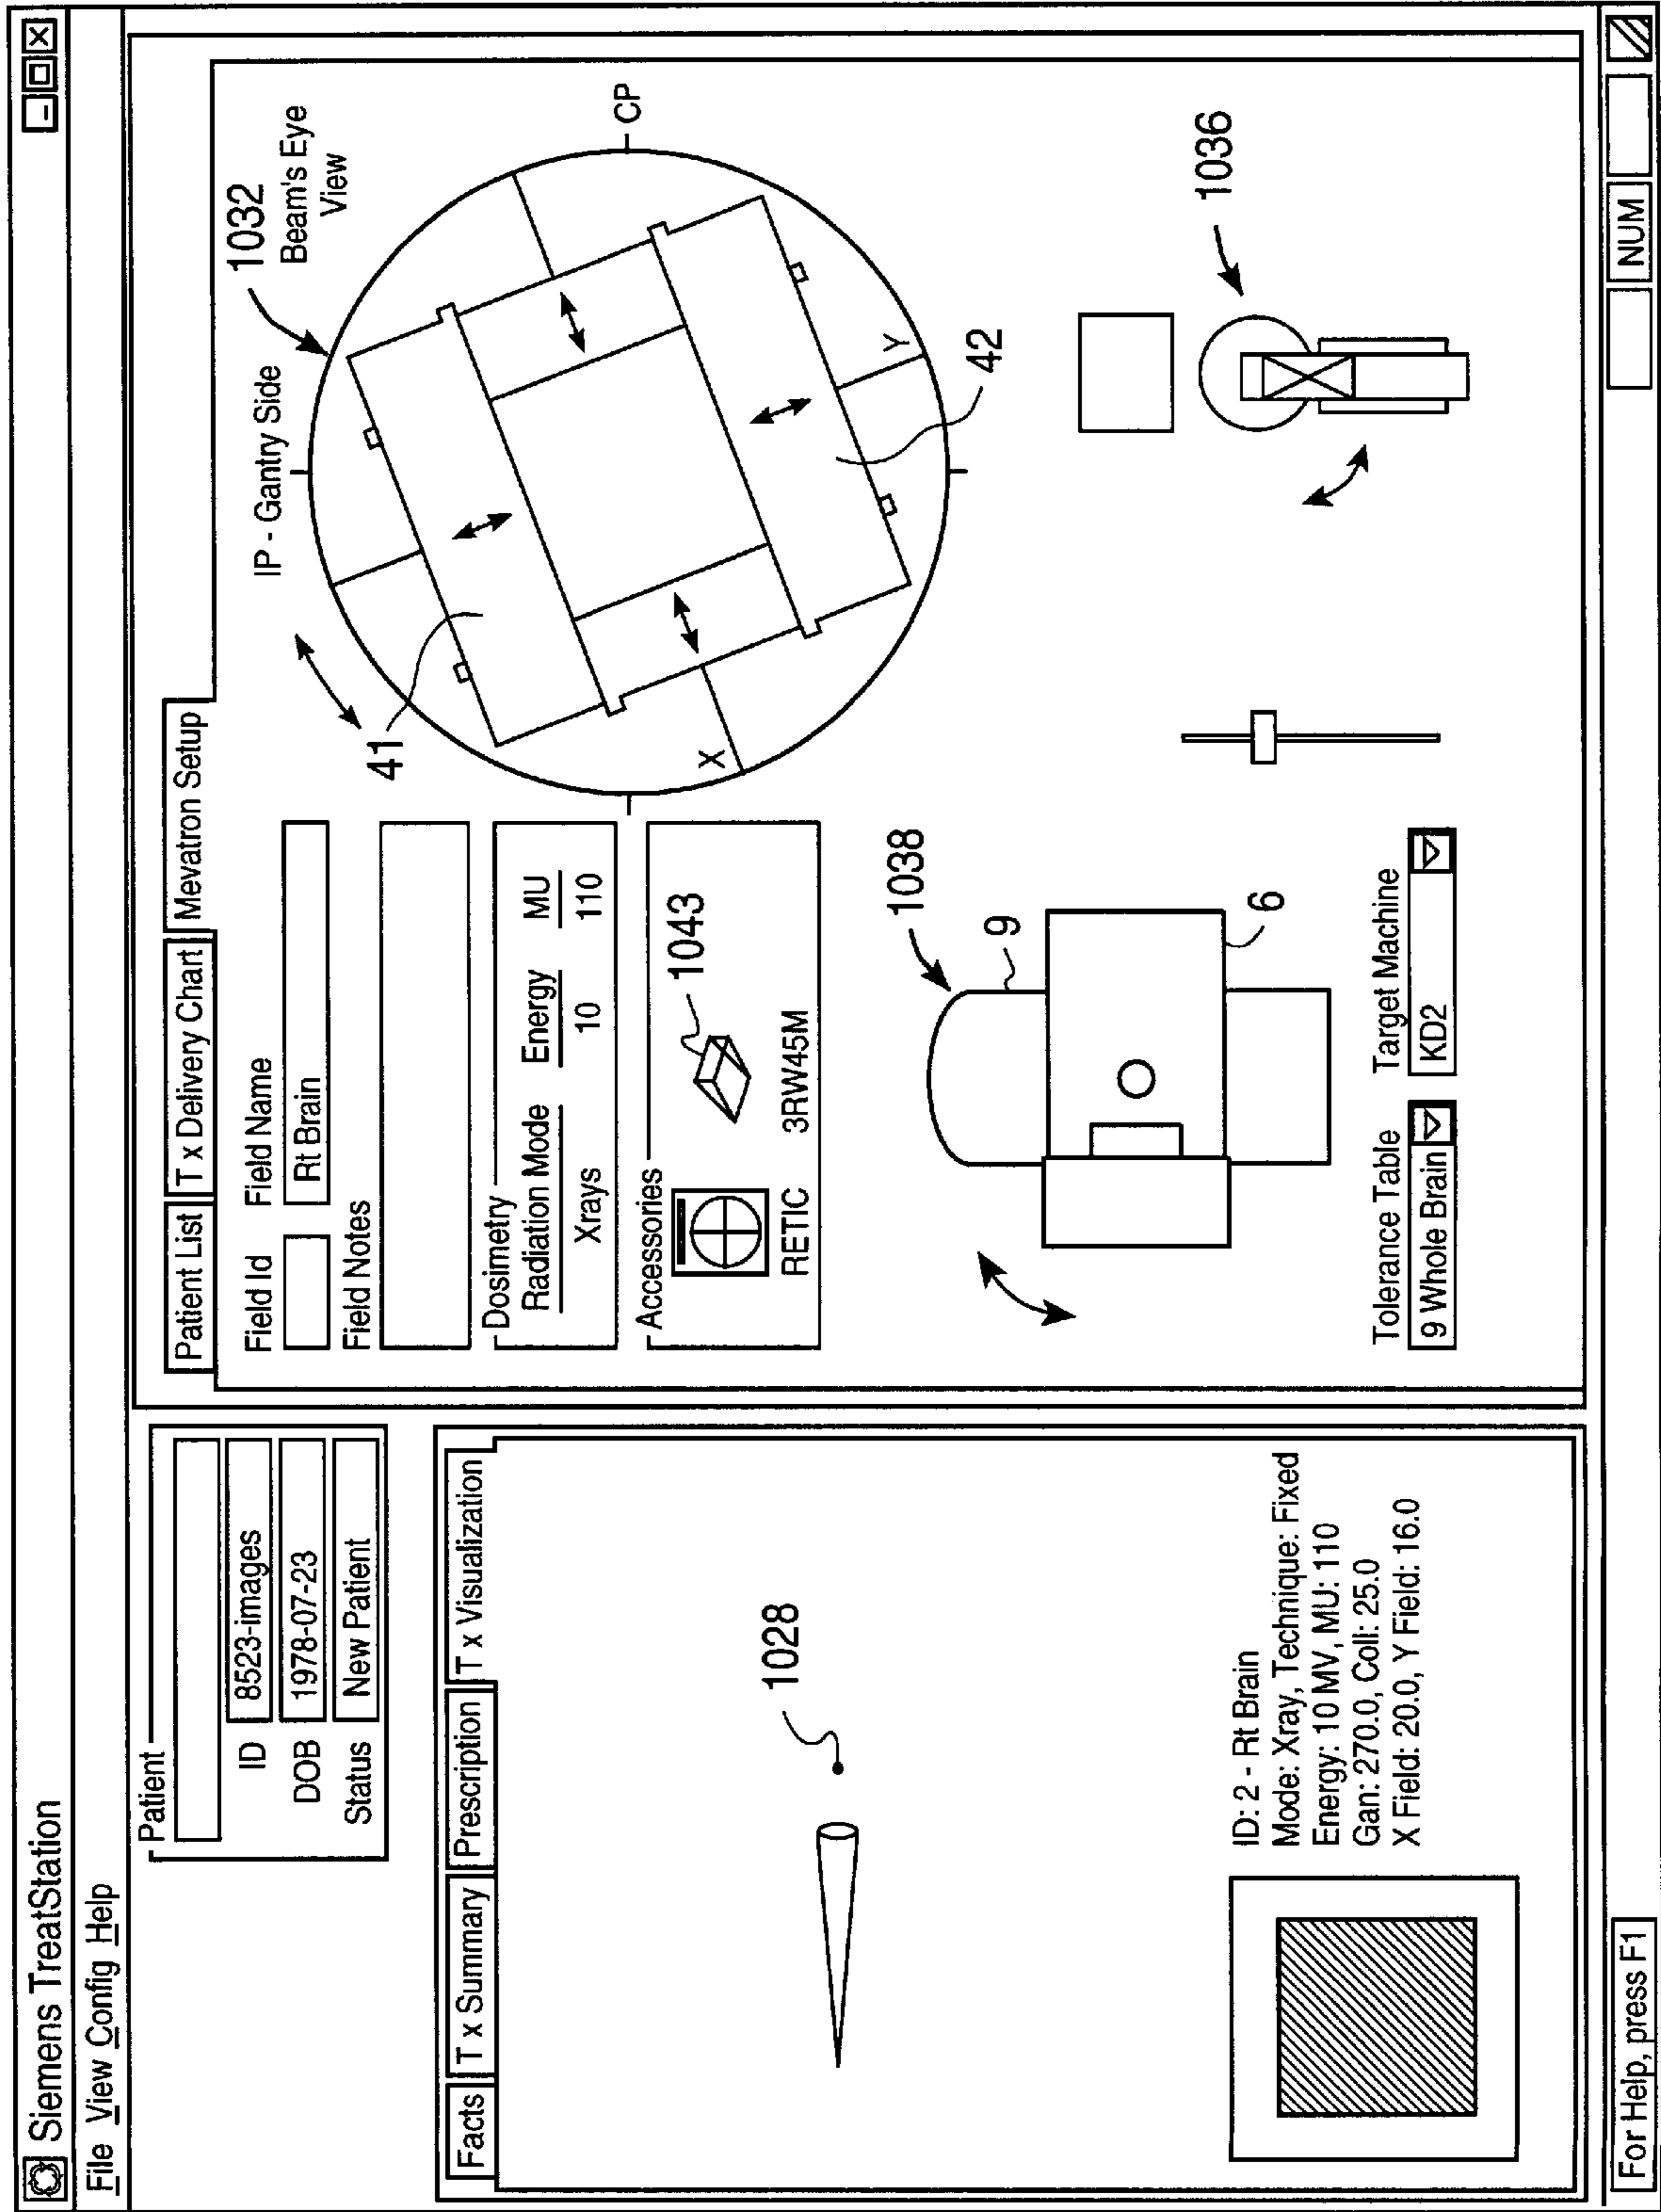 Siemens TreatStation
File View Config Help
Patient
ID 8523-images
DOB 1978-07-23
Status New Patient
Facts T x Summary Prescription T x Visualization
1028
ID: 2 - Rt Brain
Mode: Xray, Technique: Fixed
Energy: 10 MV, MU: 110
Gan: 270.0, Coll: 25.0
X Field: 20.0, Y Field: 16.0
Patient List T x Delivery Chart Mevatron Setup
Field Id Field Name
Rt Brain
Field Notes
Dosimetry
Radiation Mode Energy MU
Xrays 10 110
Accessories
1043
RETIC 3RW45M
1032
Beam's Eye
View
IP - Gantry Side
CP
41
X
Y
42
1038
9
6
1036
Tolerance Table Target Machine
9 Whole Brain KD2
For Help, press F1
NUM